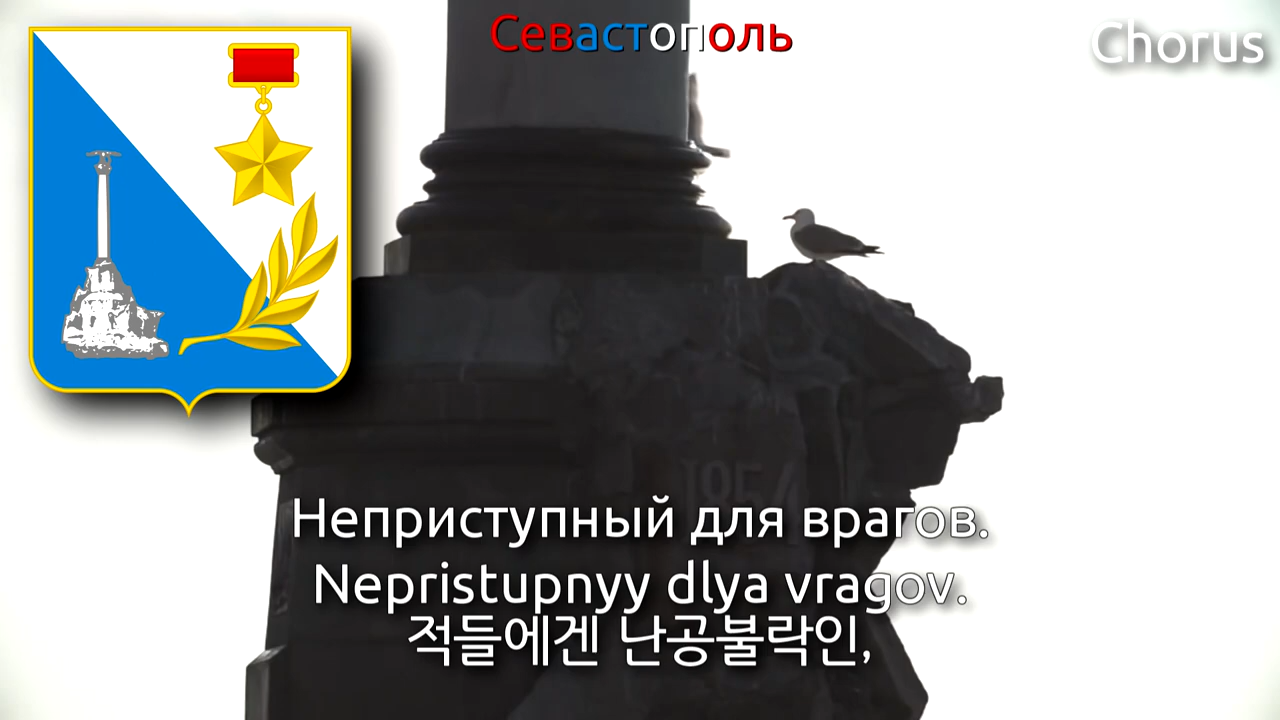 Севастополь
Chorus
1854
Неприступный для врагов.
Nepristupnyy dlya vragov.
적들에겐 난공불락인,